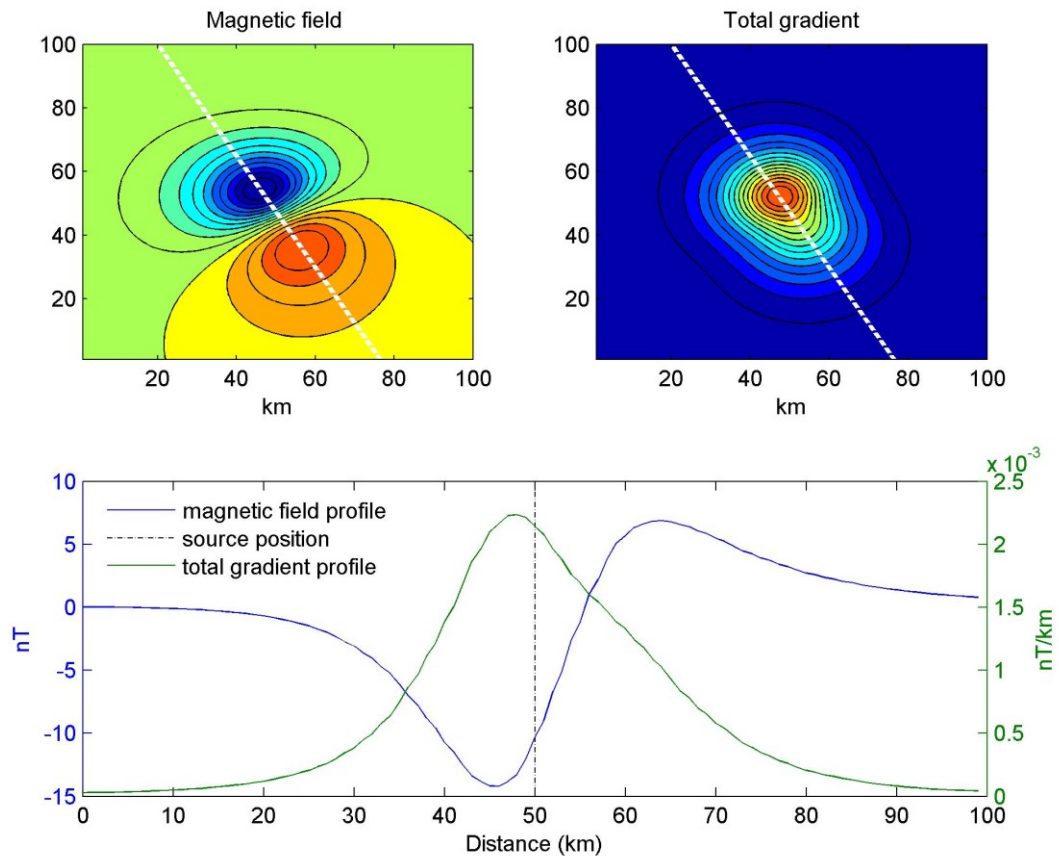 Magnetic field
100
80
60
40
20
20 40 60 80 100
km
Total gradient
100
80
60
40
20
20 40 60 80 100
km
x 10-3
10
5
0
-5
-10
-15
nT
magnetic field profile
source position
total gradient profile
2.5
2
1.5
1
0.5
0
nT/km
0 10 20 30 40 50 60 70 80 90 100
Distance (km)